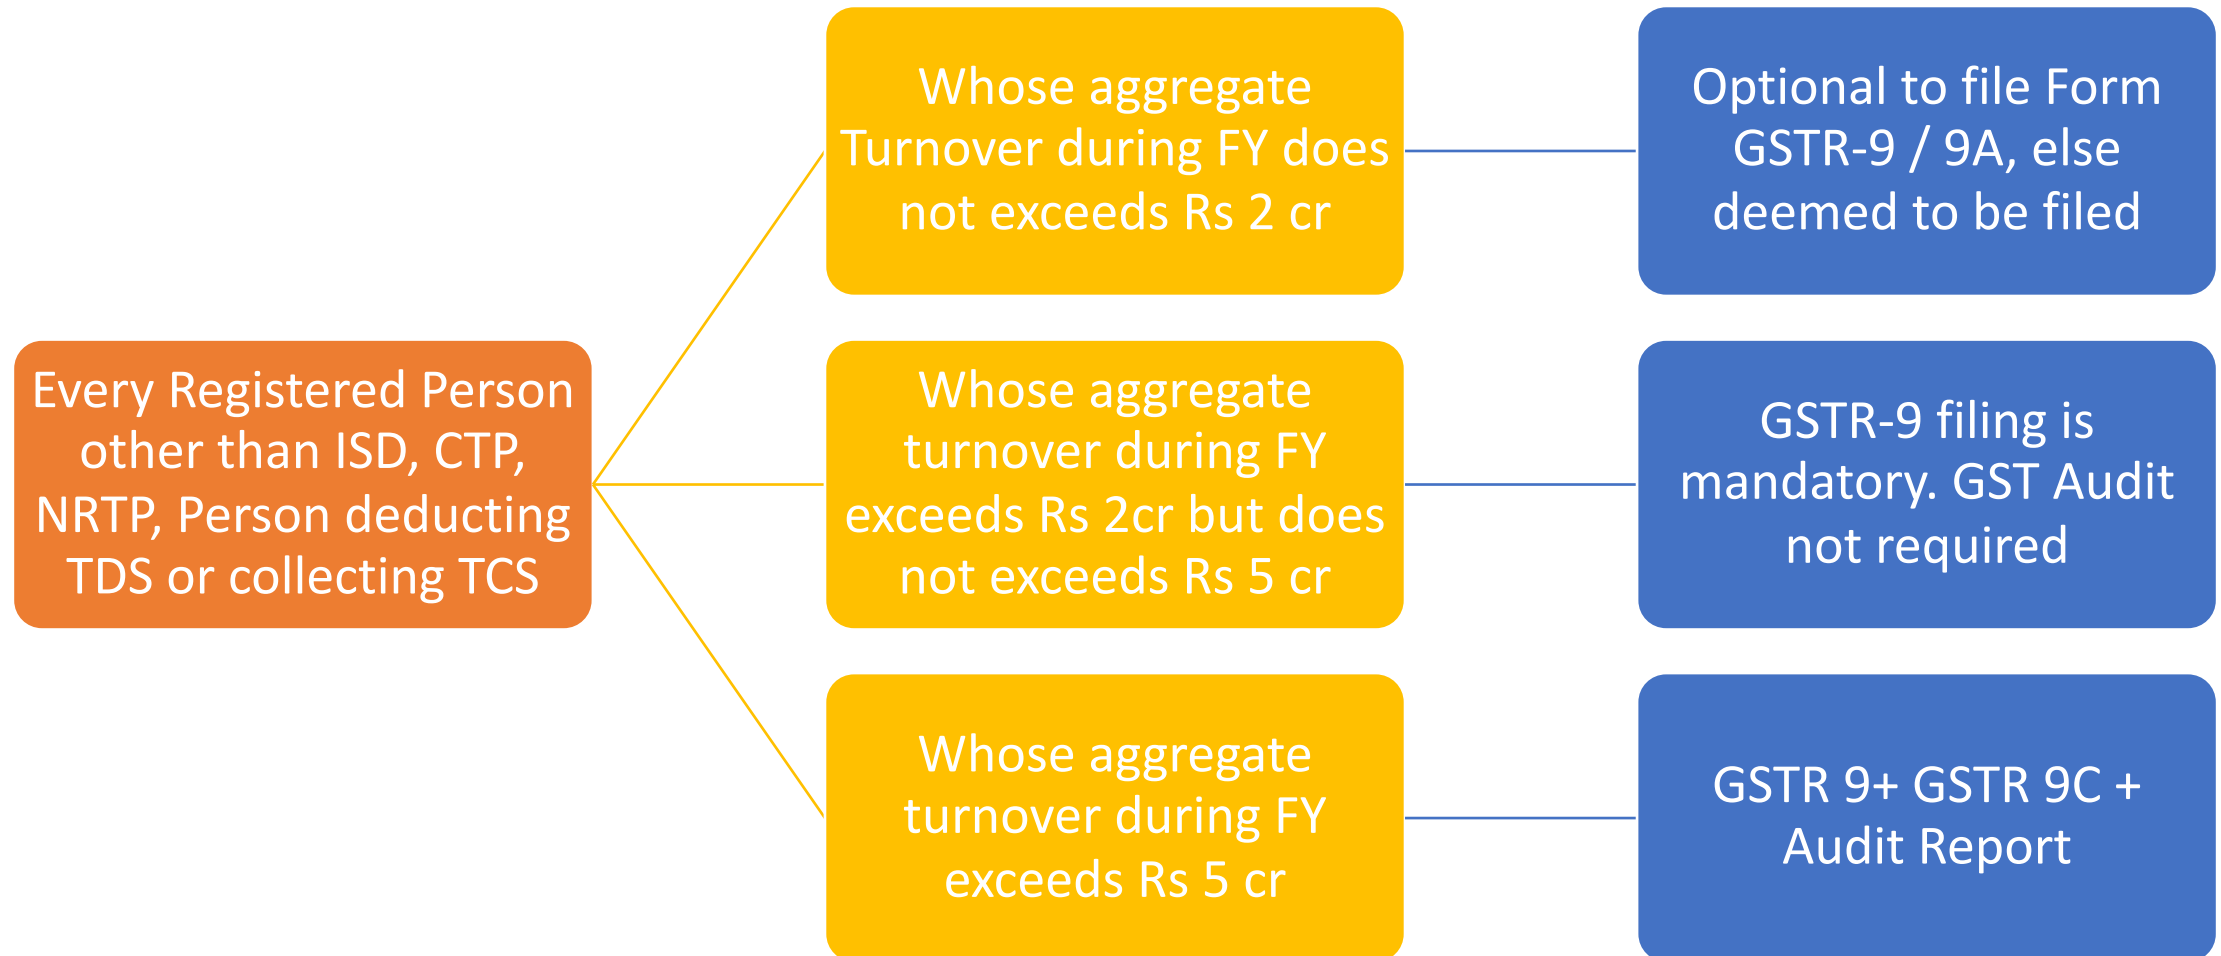 Every Registered Person
other than ISD, CTP,
NRTP, Person deducting
TDS or collecting TCS
Whose aggregate
Turnover during FY does
not exceeds Rs 2 cr
Optional to file Form
GSTR-9 / 9A, else
deemed to be filed
Whose aggregate
turnover during FY
exceeds Rs 2cr but does
not exceeds Rs 5 cr
GSTR-9 filing is
mandatory. GST Audit
not required
Whose aggregate
turnover during FY
exceeds Rs 5 cr
GSTR 9+ GSTR 9C +
Audit Report